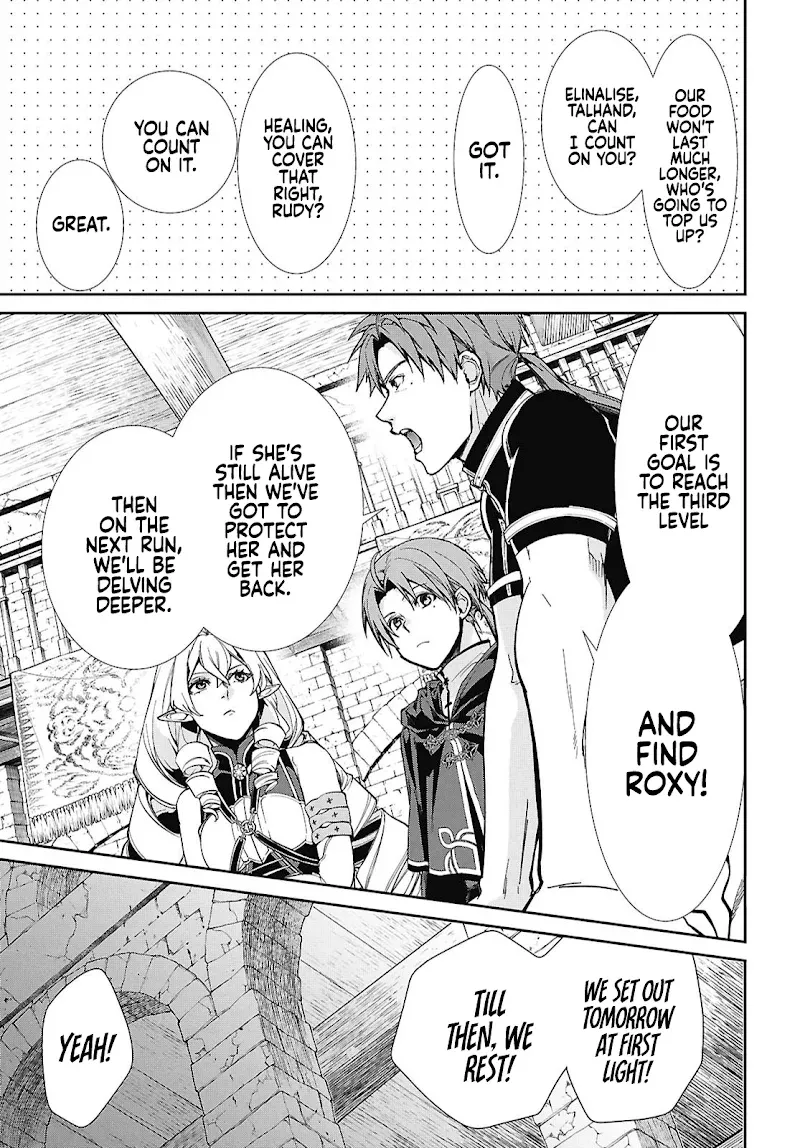 OUR
FOOD
WON'T
LAST
MUCH
LONGER,
WHO'S
GOING TO
TOP US
UP?
ELINALISE,
TALHAND,
CAN
I COUNT
ON YOU?
GOT
IT.
HEALING,
YOU CAN
COVER
THAT
RIGHT,
RUDY?
YOU CAN
COUNT
ON IT.
GREAT.
OUR
FIRST
GOAL IS
TO REACH
THE THIRD
LEVEL
AND
FIND
ROXY!
IF SHE'S
STILL ALIVE
THEN WE'VE
GOT TO
PROTECT
HER AND
GET HER
BACK.
THEN
ON THE
NEXT RUN,
WE'LL BE
DELVING
DEEPER.
WE SET OUT
TOMORROW
AT FIRST
LIGHT!
TILL
THEN, WE
REST!
YEAH!